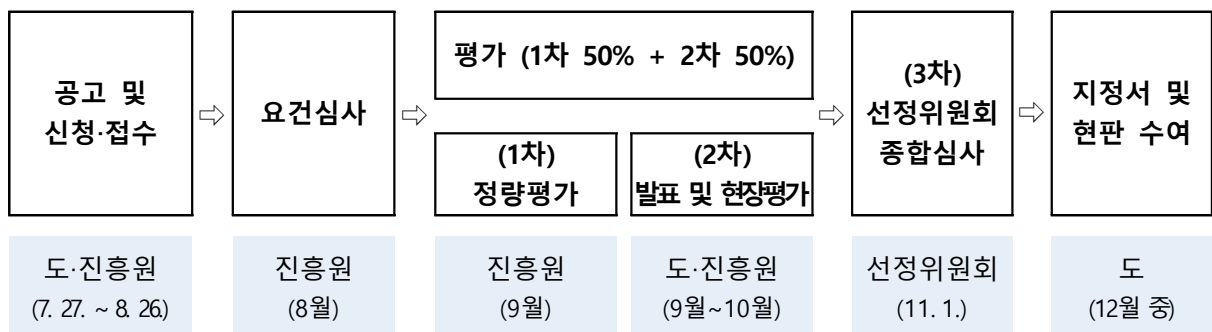 공고 및
신청·접수
⇨
요건심사
⇨
평가 (1차 50% + 2차 50%)
(1차)
정량평가
(2차)
발표 및 현장평가
⇨
(3차)
선정위원회
종합심사
⇨
지정서 및
현판 수여
도·진흥원
(7. 27. ~ 8. 26.)
진흥원
(8월)
진흥원
(9월)
도·진흥원
(9월~10월)
선정위원회
(11. 1.)
도
(12월 중)